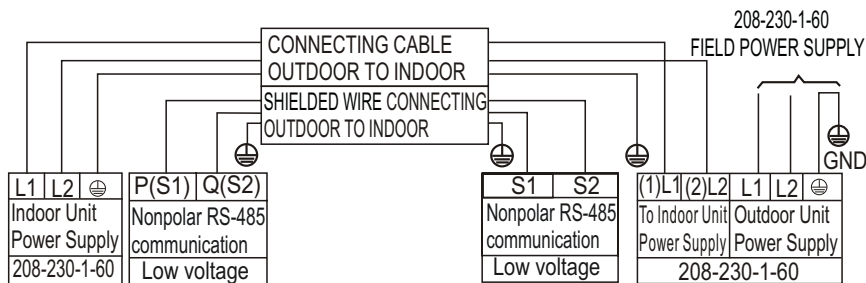 208-230-1-60
FIELD POWER SUPPLY
CONNECTING CABLE
OUTDOOR TO INDOOR
SHIELDED WIRE CONNECTING
OUTDOOR TO INDOOR
GND
L1 L2
Indoor Unit
Power Supply
208-230-1-60
P(S1) Q(S2)
Nonpolar RS-485
communication
Low voltage
S1 S2
Nonpolar RS-485
communication
Low voltage
(1)L1 (2)L2 L1 L2
To Indoor Unit
Power Supply
Outdoor Unit
Power Supply
208-230-1-60